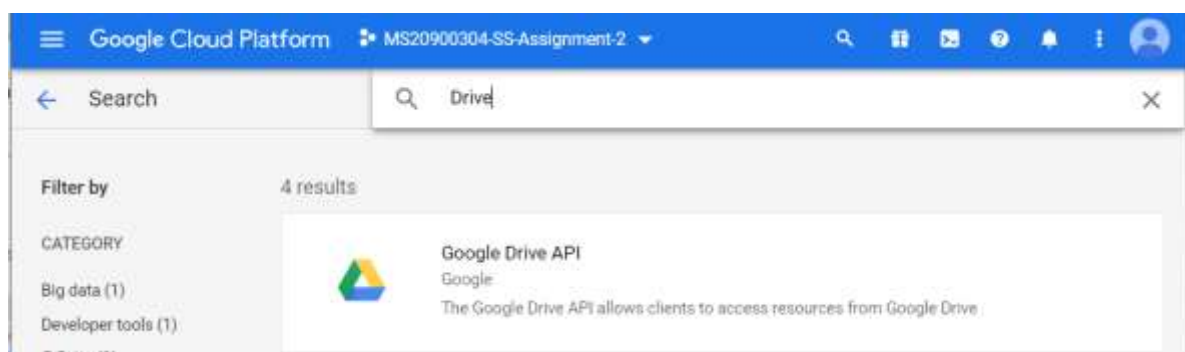 Google Cloud Platform MS20900304-SS-Assignment-2
Search Drive
Filter by 4 results
CATEGORY
Google Drive API
Google
Big data (1)
The Google Drive API allows clients to access resources from Google Drive
Developer tools (1)